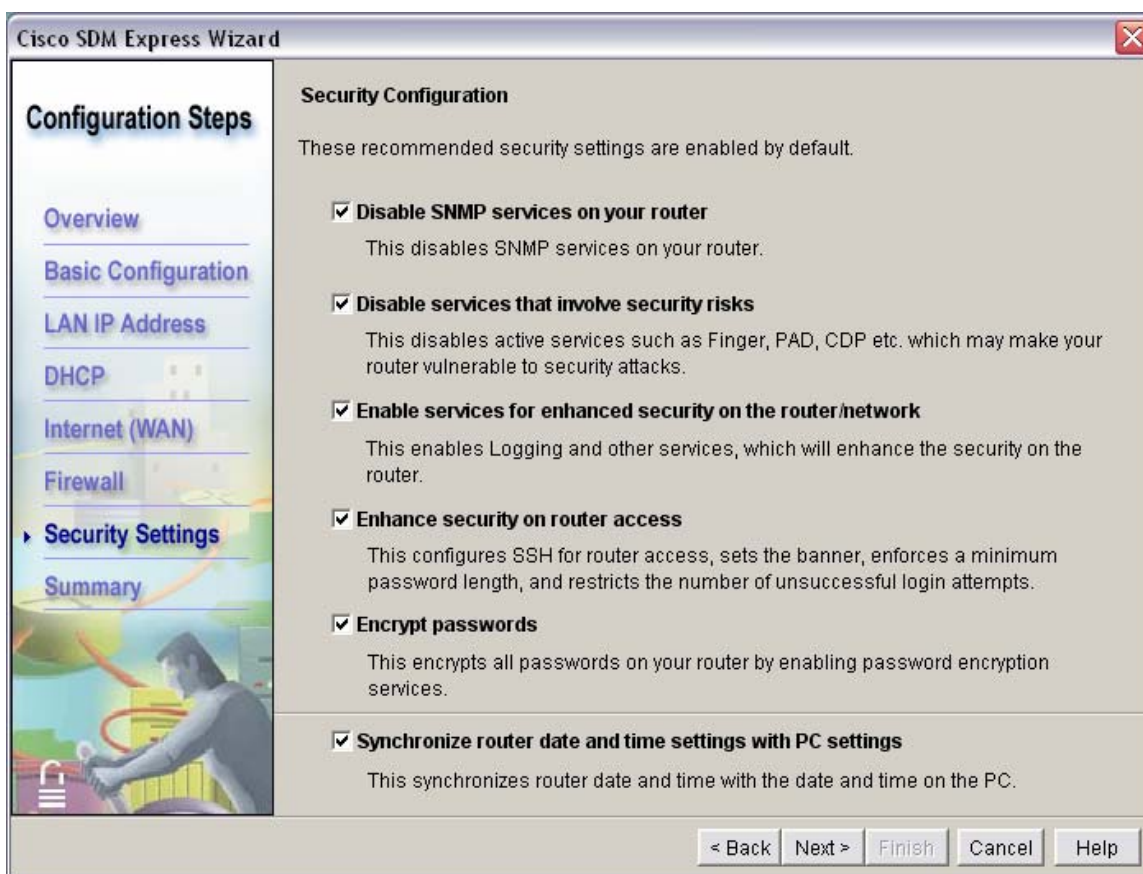 Cisco SDM Express Wizard
Configuration Steps
Overview
Basic Configuration
LAN IP Address
DHCP
Internet (WAN)
Firewall
Security Settings
Summary
Security Configuration
These recommended security settings are enabled by default.
Disable SNMP services on your router
This disables SNMP services on your router.
Disable services that involve security risks
This disables active services such as Finger, PAD, CDP etc. which may make your
router vulnerable to security attacks.
Enable services for enhanced security on the router/network
This enables Logging and other services, which will enhance the security on the
router.
Enhance security on router access
This configures SSH for router access, sets the banner, enforces a minimum
password length, and restricts the number of unsuccessful login attempts.
Encrypt passwords
This encrypts all passwords on your router by enabling password encryption
services.
Synchronize router date and time settings with PC settings
This synchronizes router date and time with the date and time on the PC.
< Back Next > Finish Cancel Help